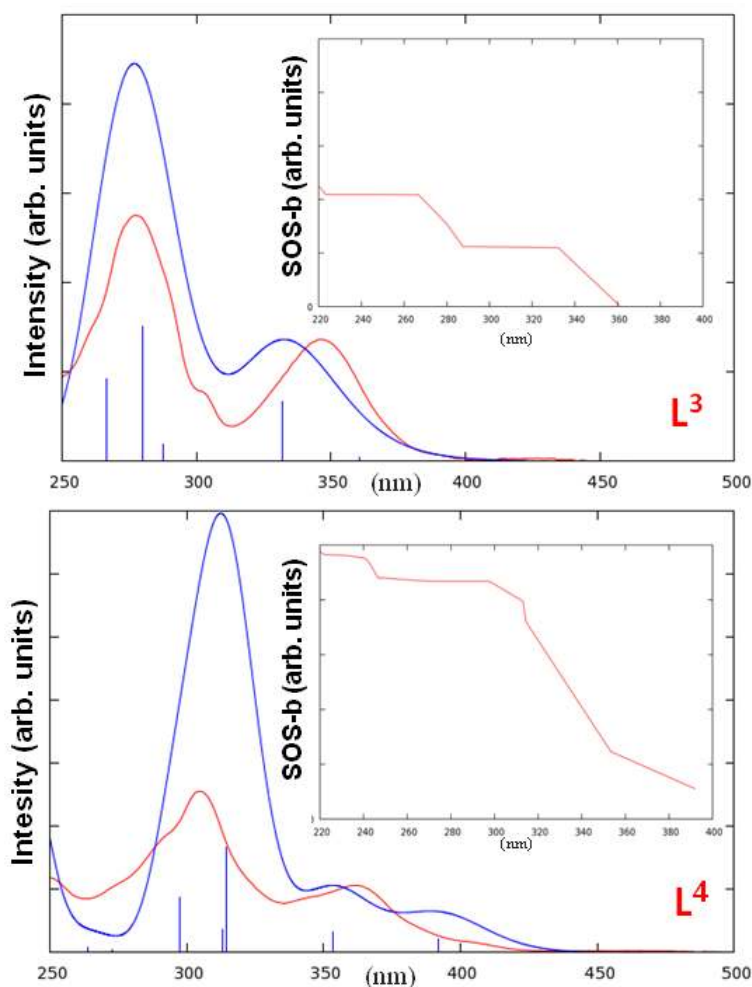 Intensity (arb. units)
SOS-b (arb. units)
0
220 240 260 280 300 320 340 360 380 400
(nm)
L³
250 300 350 400 450 500
(nm)
Intesity (arb. units)
SOS-b (arb. units)
0
220 240 260 280 300 320 340 360 380 400
(nm)
L⁴
250 300 350 400 450 500
(nm)